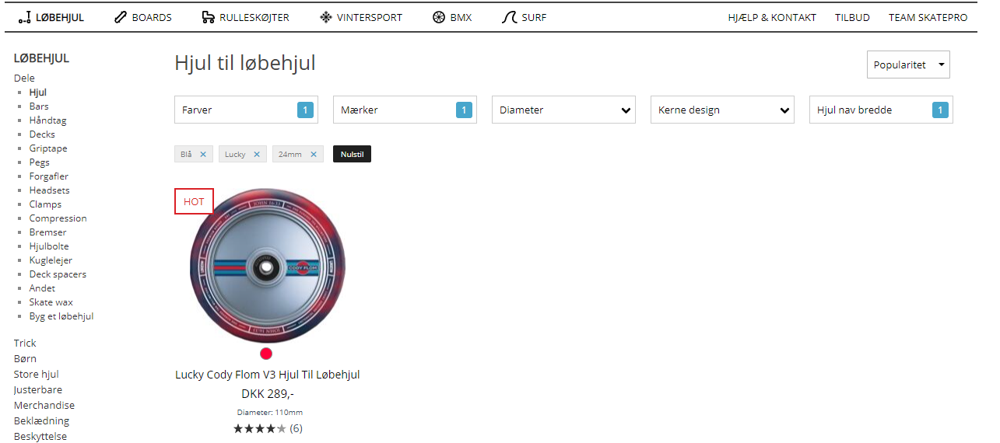 LØBEHJUL BOARDS RULLESKØJTER VINTERSPORT BMX SURF HJÆLP & KONTAKT TILBUD TEAM SKATEPRO
LØBEHJUL
Dele
Hjul
Bars
Håndtag
Decks
Griptape
Pegs
Forgafler
Headsets
Clamps
Compression
Bremser
Hjulbolte
Kuglelejer
Deck spacers
Andet
Skate wax
Byg et løbehjul
Trick
Børn
Store hjul
Justerbare
Merchandise
Beklædning
Beskyttelse
Hjul til løbehjul
Popularitet
Farver 1 Mærker 1 Diameter Kerne design Hjul nav bredde 1
Blå ✕ Lucky ✕ 24mm ✕ Nulstil
HOT
JOHN 16:33
CODY FLOM
JOHN 16:33
Lucky Cody Flom V3 Hjul Til Løbehjul
DKK 289,-
Diameter: 110mm
★★★★★ (6)